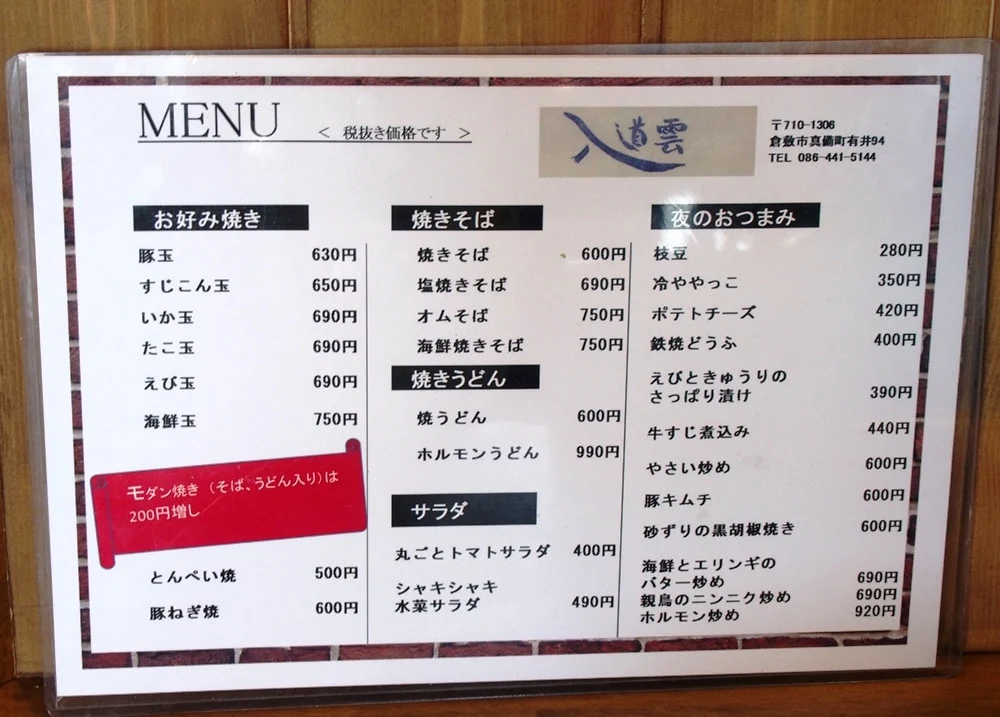 MENU
＜ 税抜き価格です ＞
入道雲
〒710-1306
倉敷市真備町有井94
TEL 086-441-5144
お好み焼き
豚玉 630円
すじこん玉 650円
いか玉 690円
たこ玉 690円
えび玉 690円
海鮮玉 750円
モダン焼き（そば、うどん入り）は
200円増し
とんぺい焼 500円
豚ねぎ焼 600円
焼きそば
焼きそば 600円
塩焼きそば 690円
オムそば 750円
海鮮焼きそば 750円
焼きうどん
焼うどん 600円
ホルモンうどん 990円
サラダ
丸ごとトマトサラダ 400円
シャキシャキ
水菜サラダ 490円
夜のおつまみ
枝豆 280円
冷ややっこ 350円
ポテトチーズ 420円
鉄焼どうふ 400円
えびときゅうりの
さっぱり漬け 390円
牛すじ煮込み 440円
やさい炒め 600円
豚キムチ 600円
砂ずりの黒胡椒焼き 600円
海鮮とエリンギの
バター炒め 690円
親鳥のニンニク炒め 690円
ホルモン炒め 920円